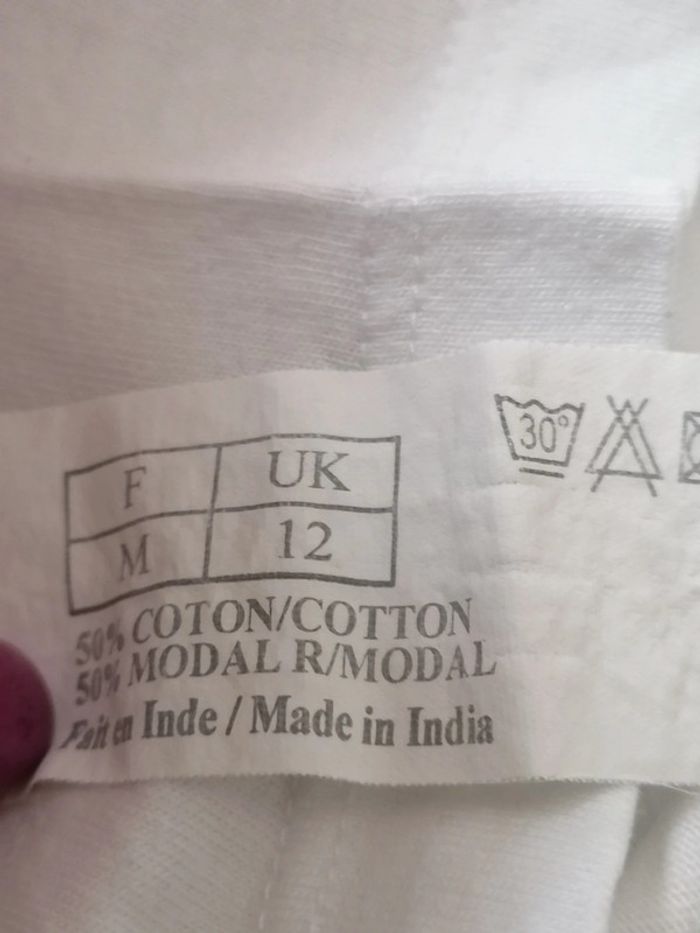 30°
F UK
M 12
50% COTON/COTTON
50% MODAL R/MODAL
Fait en Inde / Made in India